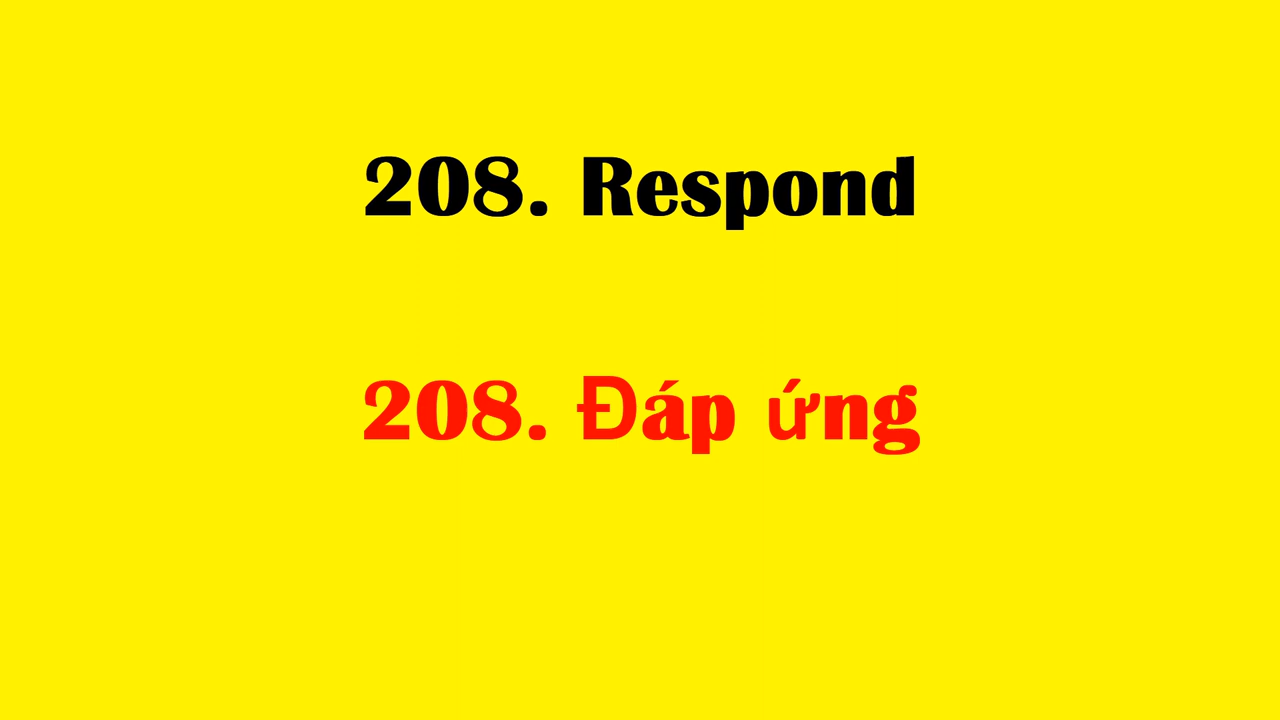 208. Respond
208. Đáp ứng